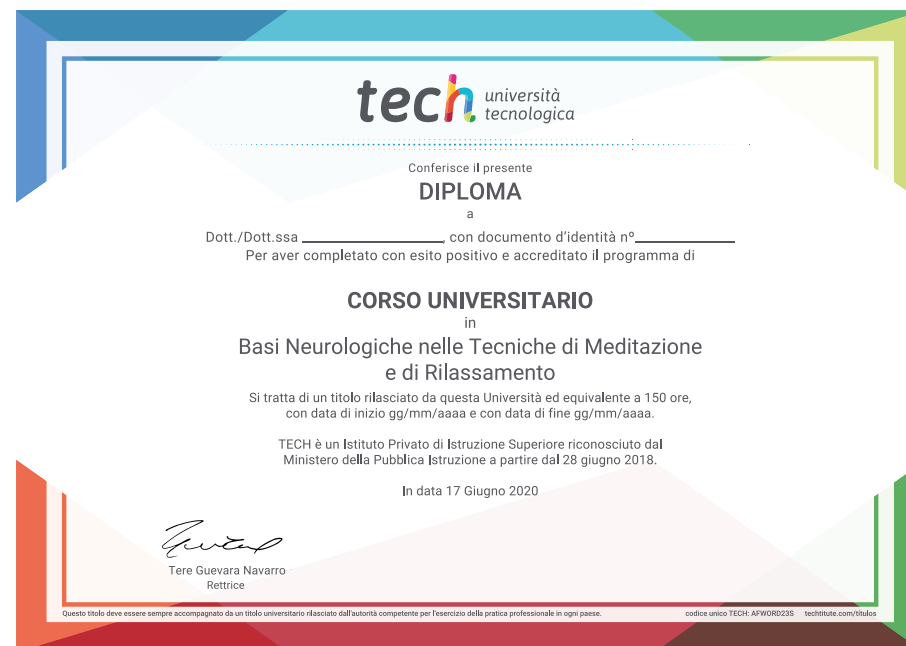 tech università
tecnologica
Conferisce il presente
DIPLOMA
a
Dott./Dott.ssa ____________________, con documento d'identità nº______________
Per aver completato con esito positivo e accreditato il programma di
CORSO UNIVERSITARIO
in
Basi Neurologiche nelle Tecniche di Meditazione
e di Rilassamento
Si tratta di un titolo rilasciato da questa Università ed equivalente a 150 ore,
con data di inizio gg/mm/aaaa e con data di fine gg/mm/aaaa.
TECH è un Istituto Privato di Istruzione Superiore riconosciuto dal
Ministero della Pubblica Istruzione a partire dal 28 giugno 2018.
In data 17 Giugno 2020
Tere Guevara Navarro
Rettrice
Questo titolo deve essere sempre accompagnato da un titolo universitario rilasciato dall'autorità competente per l'esercizio della pratica professionale in ogni paese. codice unico TECH: AFWORD23S techtitute.com/titulos